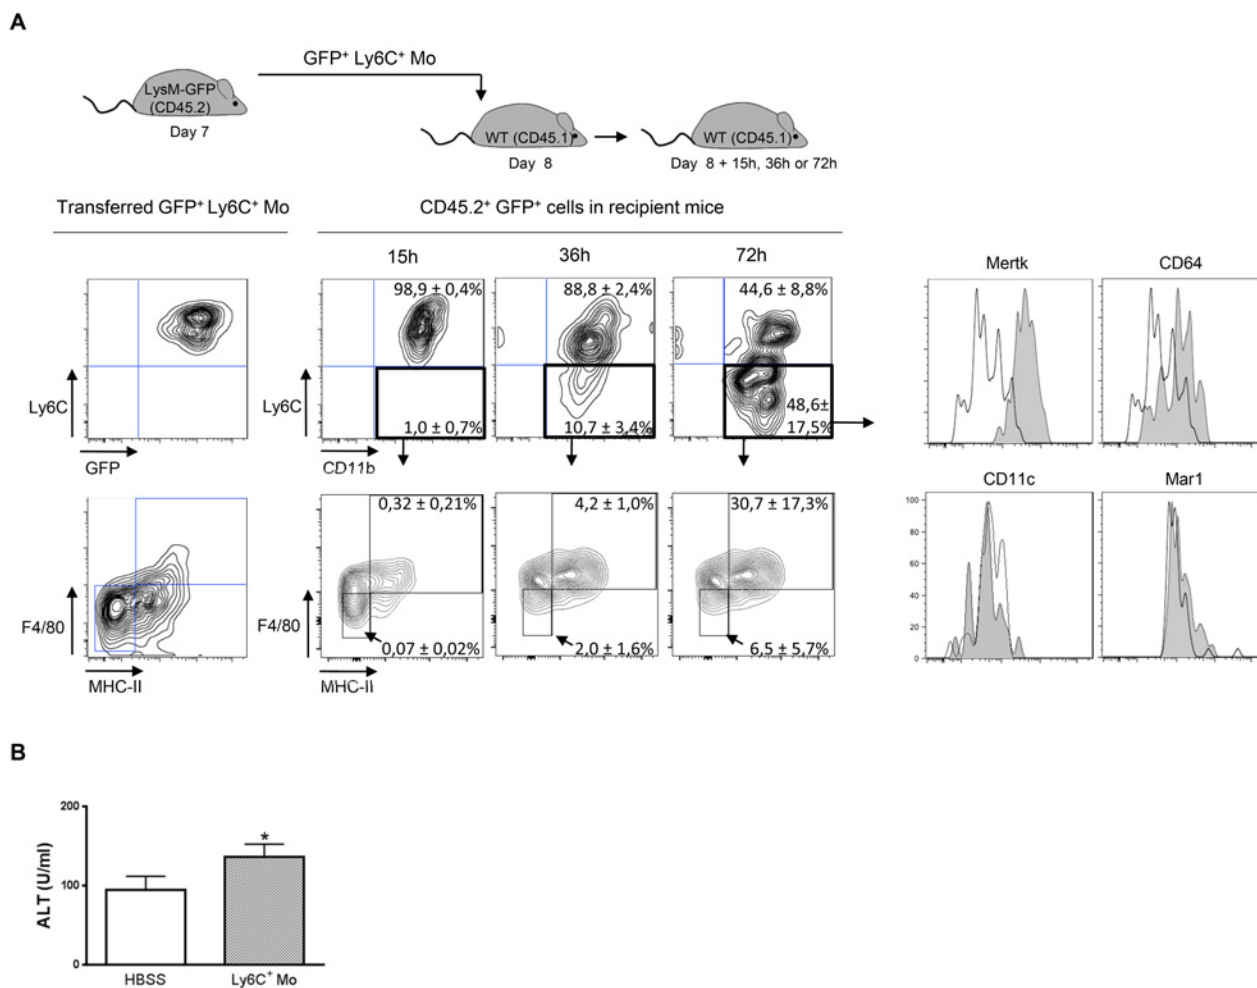 A
GFP⁺ Ly6C⁺ Mo
LysM-GFP
(CD45.2)
Day 7
WT (CD45.1)
Day 8
WT (CD45.1)
Day 8 + 15h, 36h or 72h
Transferred GFP⁺ Ly6C⁺ Mo
CD45.2⁺ GFP⁺ cells in recipient mice
15h
36h
72h
98,9 ± 0,4%
88,8 ± 2,4%
44,6 ± 8,8%
Ly6C
GFP
Ly6C
CD11b
1,0 ± 0,7%
10,7 ± 3,4%
48,6±
17,5%
Mertk
CD64
F4/80
MHC-II
F4/80
MHC-II
0,32 ± 0,21%
4,2 ± 1,0%
30,7 ± 17,3%
0,07 ± 0,02%
2,0 ± 1,6%
6,5 ± 5,7%
CD11c
Mar1
100
80
60
40
20
0
B
ALT (U/ml)
200
100
0
*
HBSS
Ly6C⁺ Mo